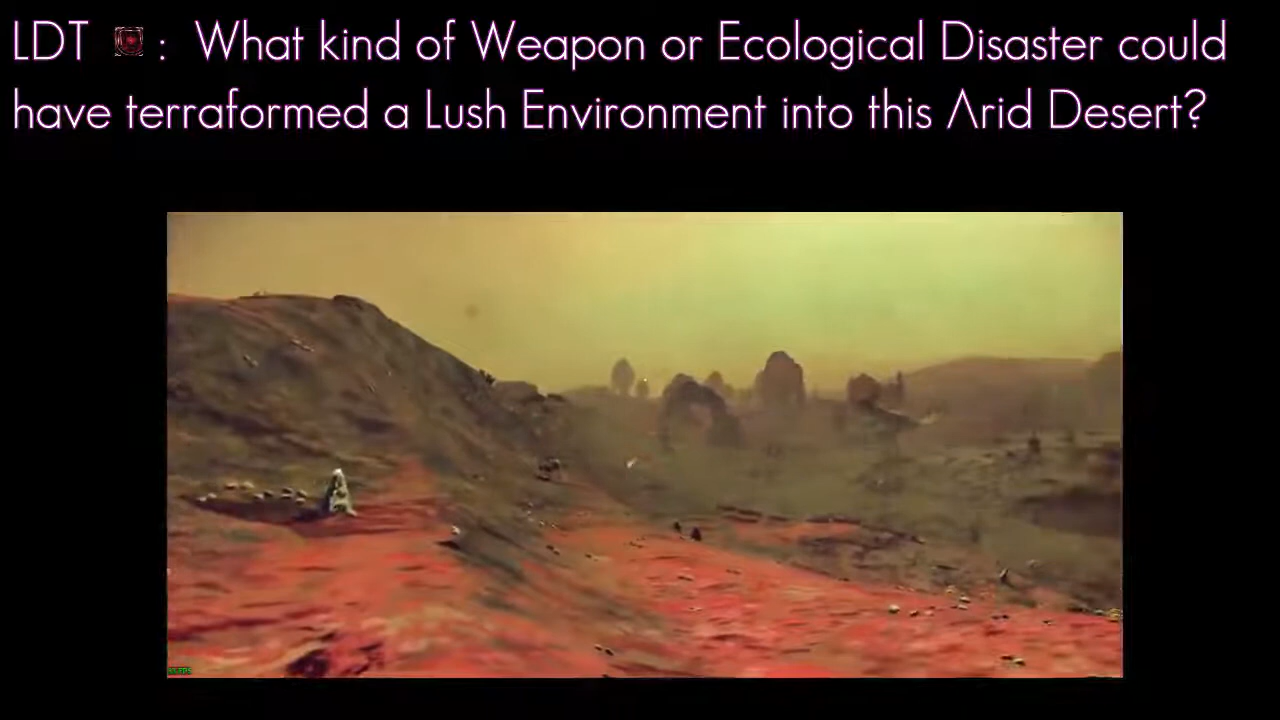 LDT : What kind of Weapon or Ecological Disaster could
have terraformed a Lush Environment into this Arid Desert?